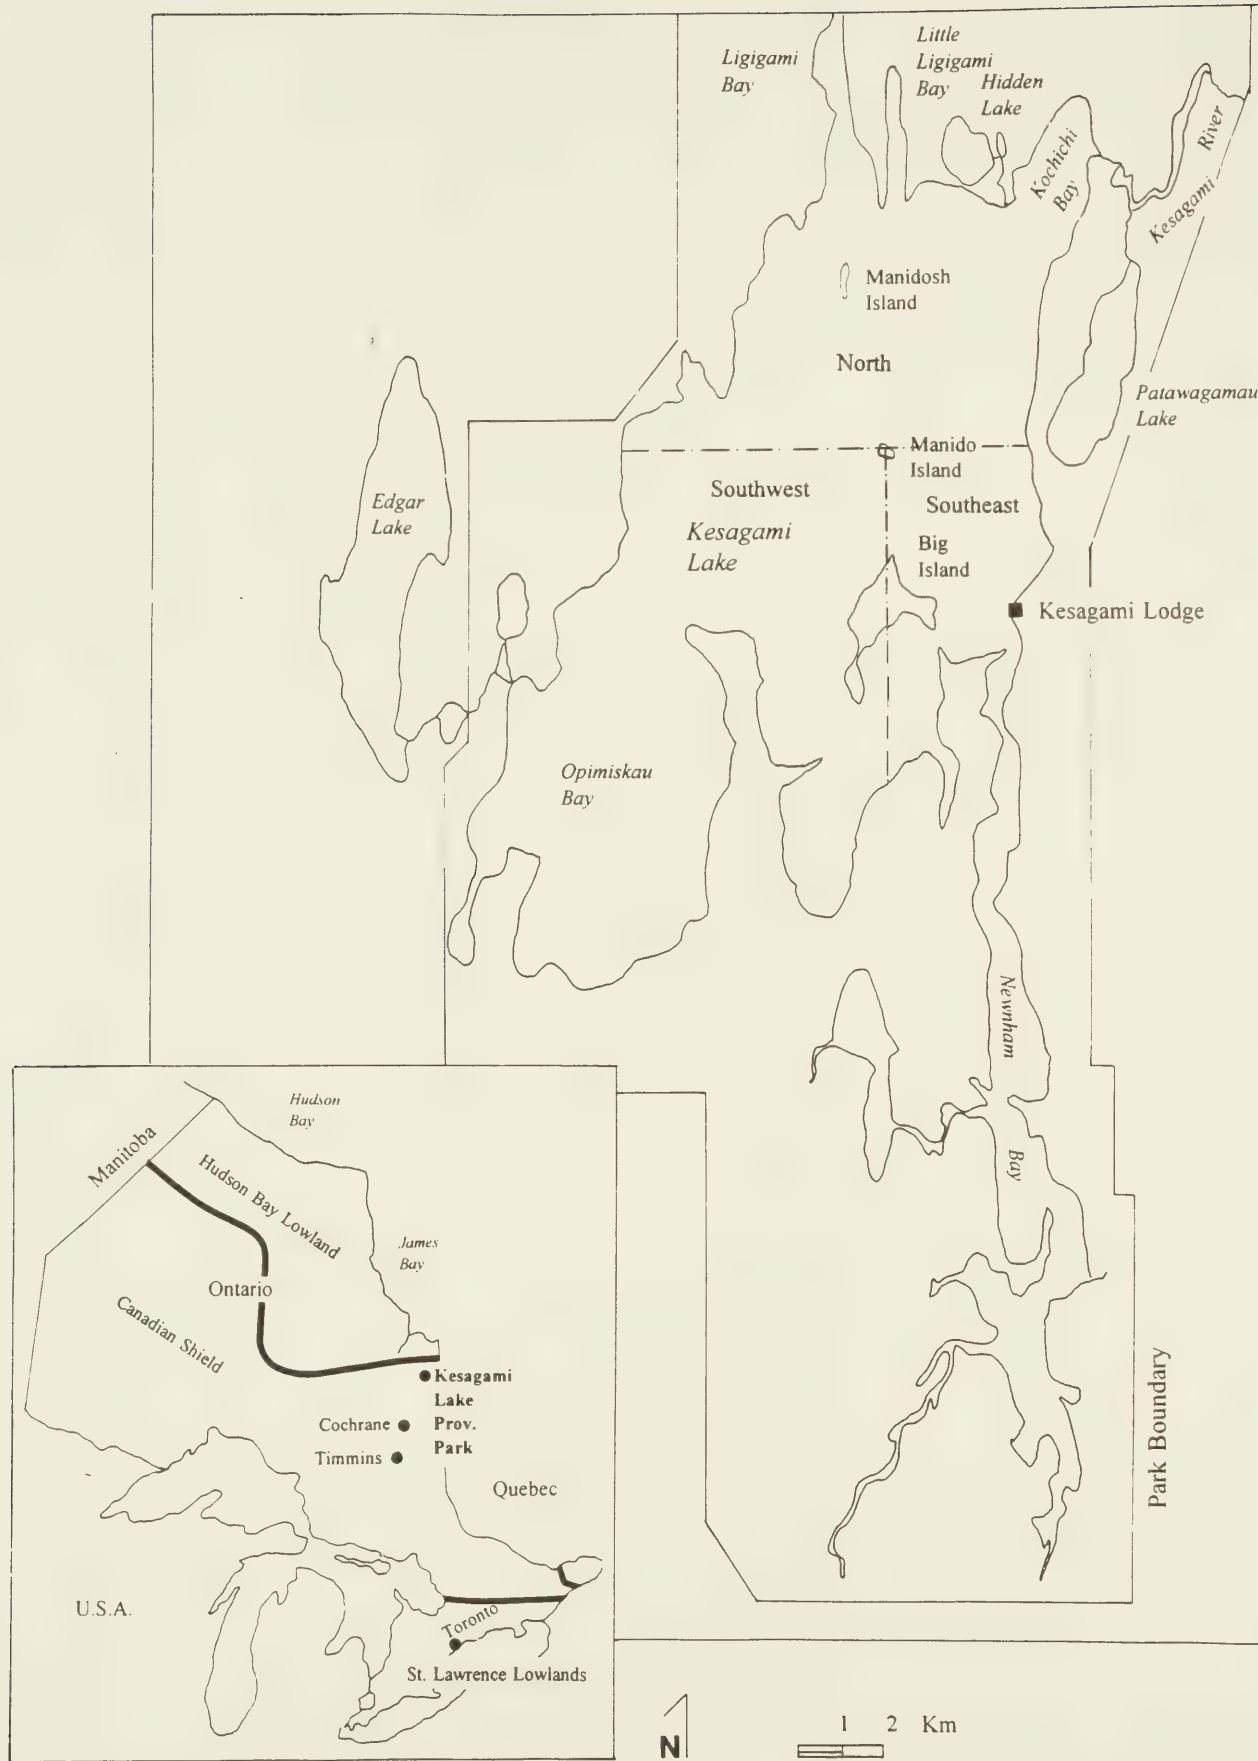 Ligigami
Bay
Little
Ligigami
Bay
Hidden
Lake
Kochichi
Bay
River
Kesagami
Manidosh
Island
North
Patawagamau
Lake
Manido
Island
Southwest
Southeast
Edgar
Lake
Kesagami
Lake
Big
Island
Kesagami Lodge
Opimiskau
Bay
Newnham
Bay
Park Boundary
Hudson
Bay
Manitoba
Hudson Bay Lowland
James
Bay
Ontario
Canadian Shield
Kesagami
Lake
Prov.
Park
Cochrane
Timmins
Quebec
U.S.A.
Toronto
St. Lawrence Lowlands
N
1 2 Km